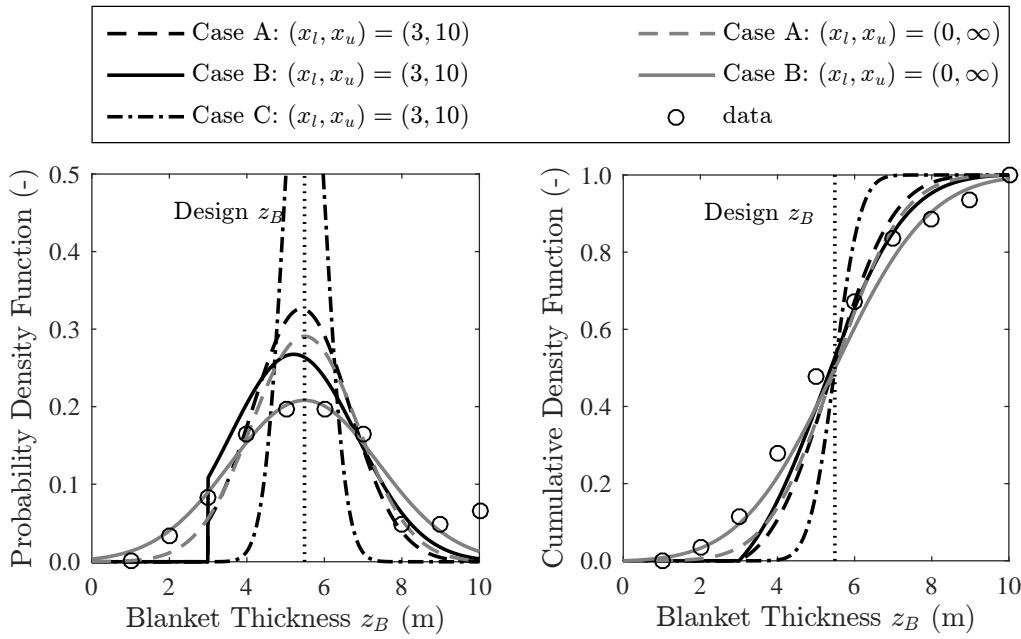 Case A: (x_l, x_u) = (3, 10)
Case B: (x_l, x_u) = (3, 10)
Case C: (x_l, x_u) = (3, 10)
Case A: (x_l, x_u) = (0, ∞)
Case B: (x_l, x_u) = (0, ∞)
data
Probability Density Function (-)
0.5
0.4
0.3
0.2
0.1
0.0
Design z_B
0 2 4 6 8 10
Blanket Thickness z_B (m)
Cumulative Density Function (-)
1.0
0.8
0.6
0.4
0.2
0.0
Design z_B
0 2 4 6 8 10
Blanket Thickness z_B (m)